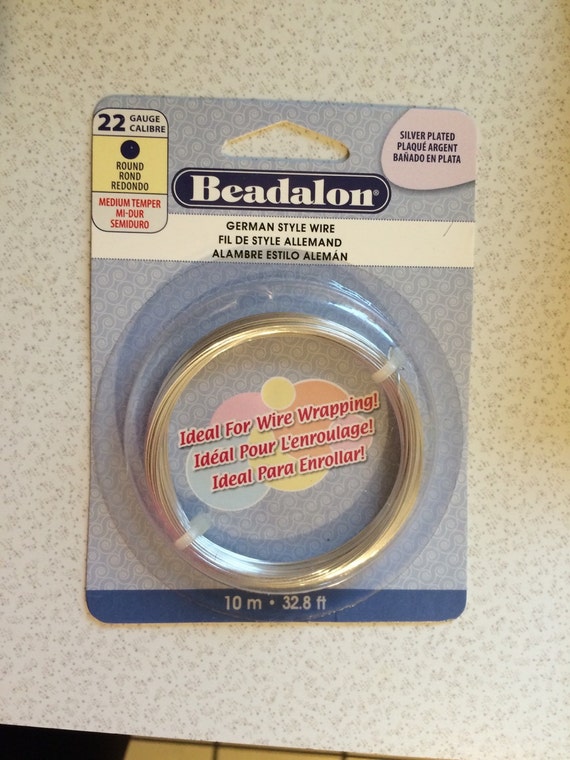 22 GAUGE
CALIBRE
ROUND
ROND
REDONDO
MEDIUM TEMPER
MI-DUR
SEMIDURO
SILVER PLATED
PLAQUÉ ARGENT
BAÑADO EN PLATA
Beadalon®
GERMAN STYLE WIRE
FIL DE STYLE ALLEMAND
ALAMBRE ESTILO ALEMÁN
Ideal For Wire Wrapping!
Idéal Pour L'enroulage!
Ideal Para Enrollar!
10 m • 32.8 ft